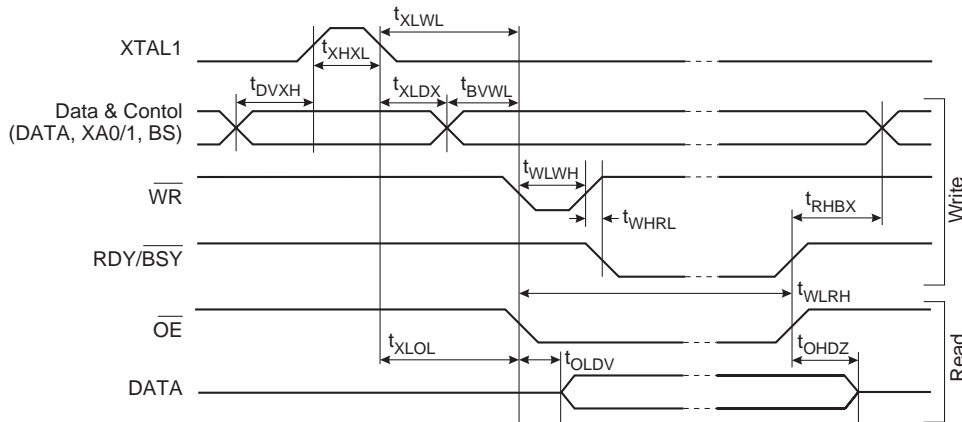 tXLWL
XTAL1
tXHXL
tDVXH
tXLDX
tBVWL
Data & Contol
(DATA, XA0/1, BS)
tWLWH
WR
tRHBX
tWHRL
Write
RDY/BSY
tWLRH
OE
tXLOL
tOLDV
tOHDZ
Read
DATA